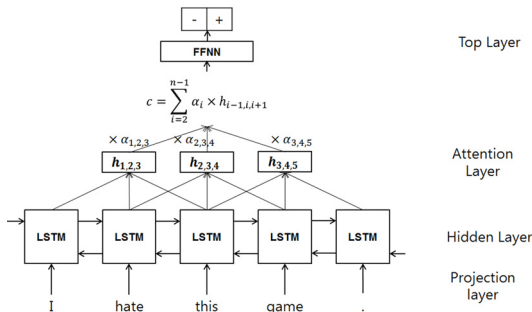 - +
FFNN
Top Layer
c = \sum_{i=2}^{n-1} α_i × h_{i-1,i,i+1}
× α_{1,2,3} × α_{2,3,4} × α_{3,4,5}
h_{1,2,3} h_{2,3,4} h_{3,4,5}
Attention
Layer
LSTM LSTM LSTM LSTM LSTM
Hidden Layer
Projection
layer
I hate this game .